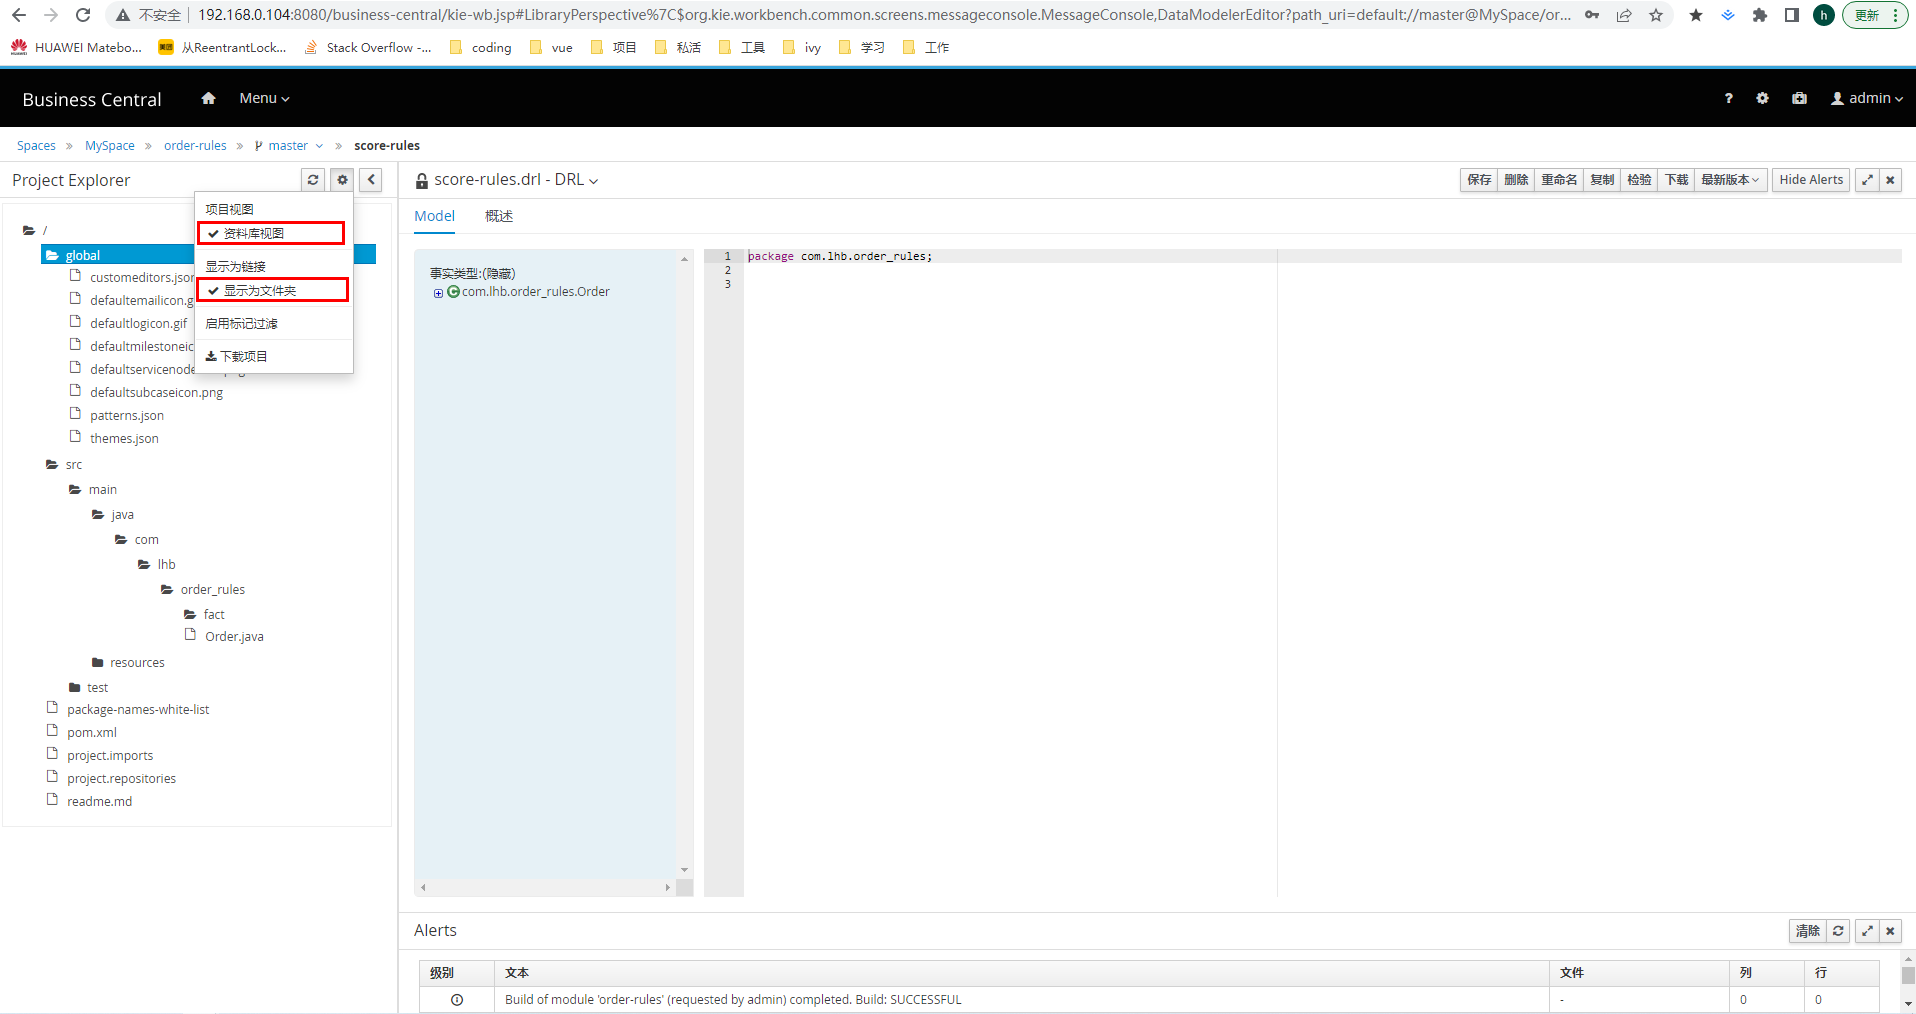 不安全 192.168.0.104:8080/business-central/kie-wb.jsp#LibraryPerspective%7C$org.kie.workbench.common.screens.messageconsole.MessageConsole,DataModelerEditor?path_uri=default://master@MySpace/or... h 更新
HUAWEI Matebo... 从ReentrantLock... Stack Overflow -... coding vue 项目 私活 工具 ivy 学习 工作
Business Central Menu ? admin
Spaces » MySpace » order-rules » master » score-rules
Project Explorer
score-rules.drl - DRL
保存 删除 重命名 复制 检验 下载 最新版本 Hide Alerts
项目视图
资料库视图
显示为链接
显示为文件夹
启用标记过滤
下载项目
/
global
customeditors.json
defaultemailicon.g
defaultlogicon.gif
defaultmilestoneic
defaultservicenode
defaultsubcaseicon.png
patterns.json
themes.json
src
main
java
com
lhb
order_rules
fact
Order.java
resources
test
package-names-white-list
pom.xml
project.imports
project.repositories
readme.md
Model 概述
事实类型:(隐藏)
com.lhb.order_rules.Order
1 package com.lhb.order_rules;
2
3
Alerts
清除
级别 文本 文件 列 行
Build of module 'order-rules' (requested by admin) completed. Build: SUCCESSFUL - 0 0